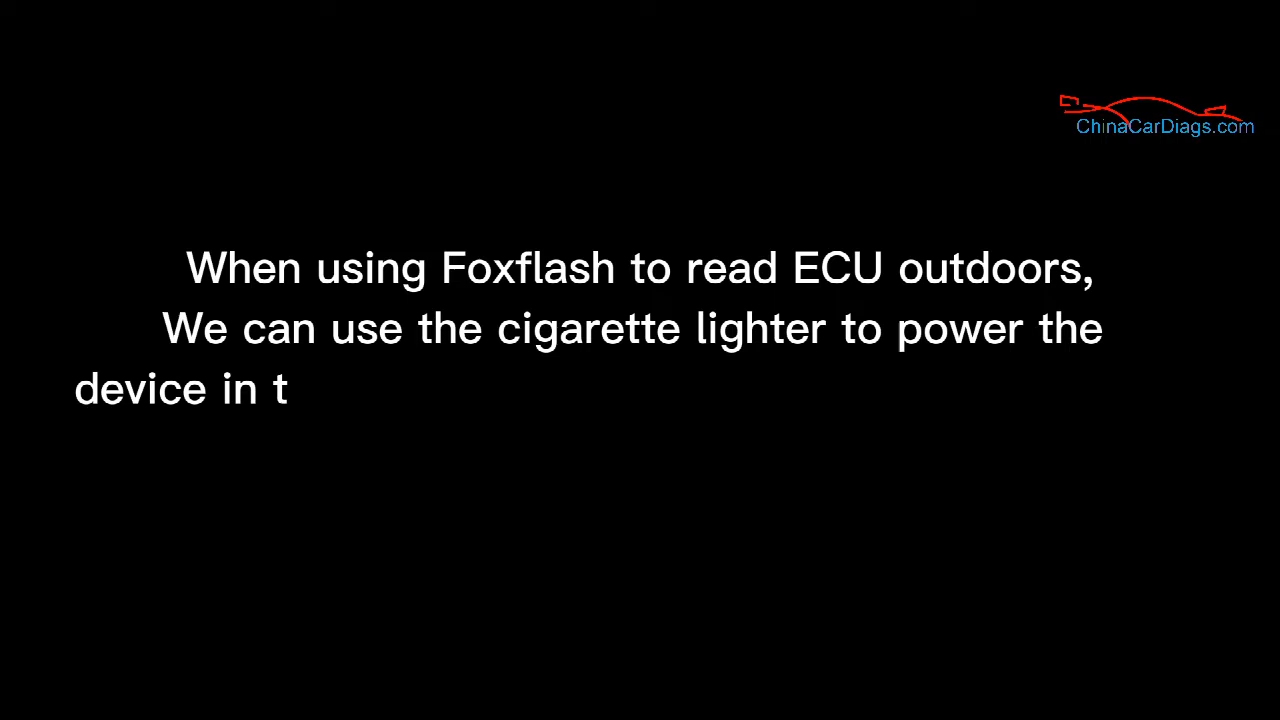 ChinaCarDiags.com
When using Foxflash to read ECU outdoors,
We can use the cigarette lighter to power the
device in t